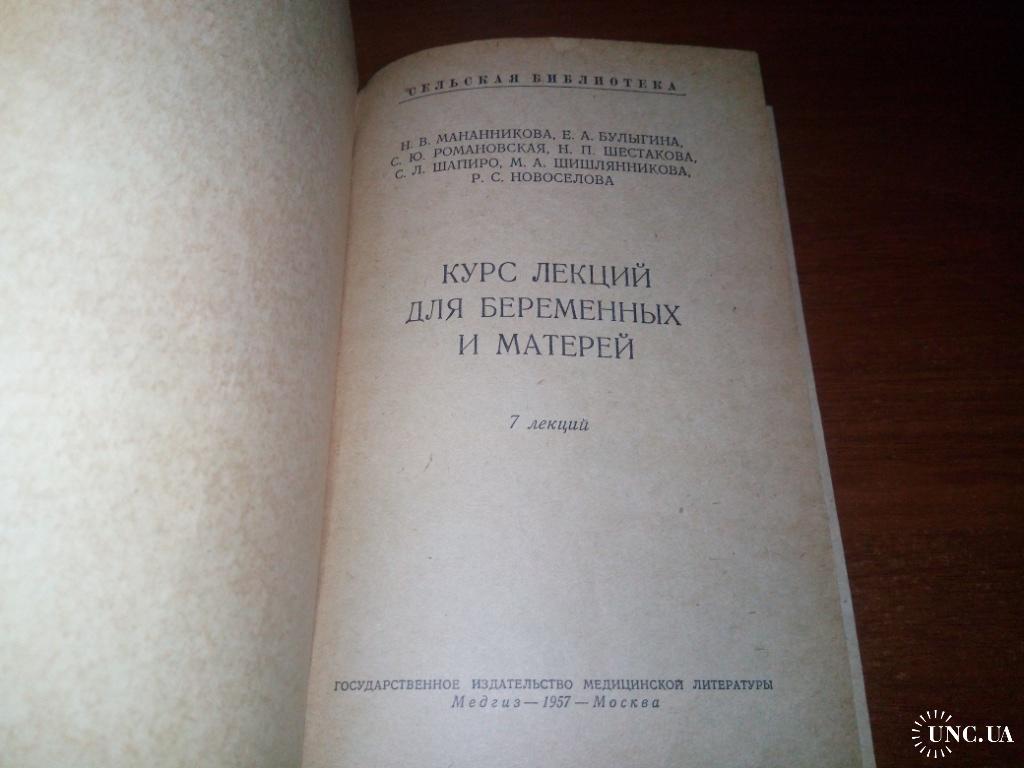 СЕЛЬСКАЯ БИБЛИОТЕКА
Н. В. МАНАННИКОВА, Е. А. БУЛЫГИНА,
С. Ю. РОМАНОВСКАЯ, Н. П. ШЕСТАКОВА,
С. Л. ШАПИРО, М. А. ШИШЛЯННИКОВА,
Р. С. НОВОСЕЛОВА
КУРС ЛЕКЦИЙ
ДЛЯ БЕРЕМЕННЫХ
И МАТЕРЕЙ
7 лекций
ГОСУДАРСТВЕННОЕ ИЗДАТЕЛЬСТВО МЕДИЦИНСКОЙ ЛИТЕРАТУРЫ
Медгиз—1957—Москва
UNC.UA